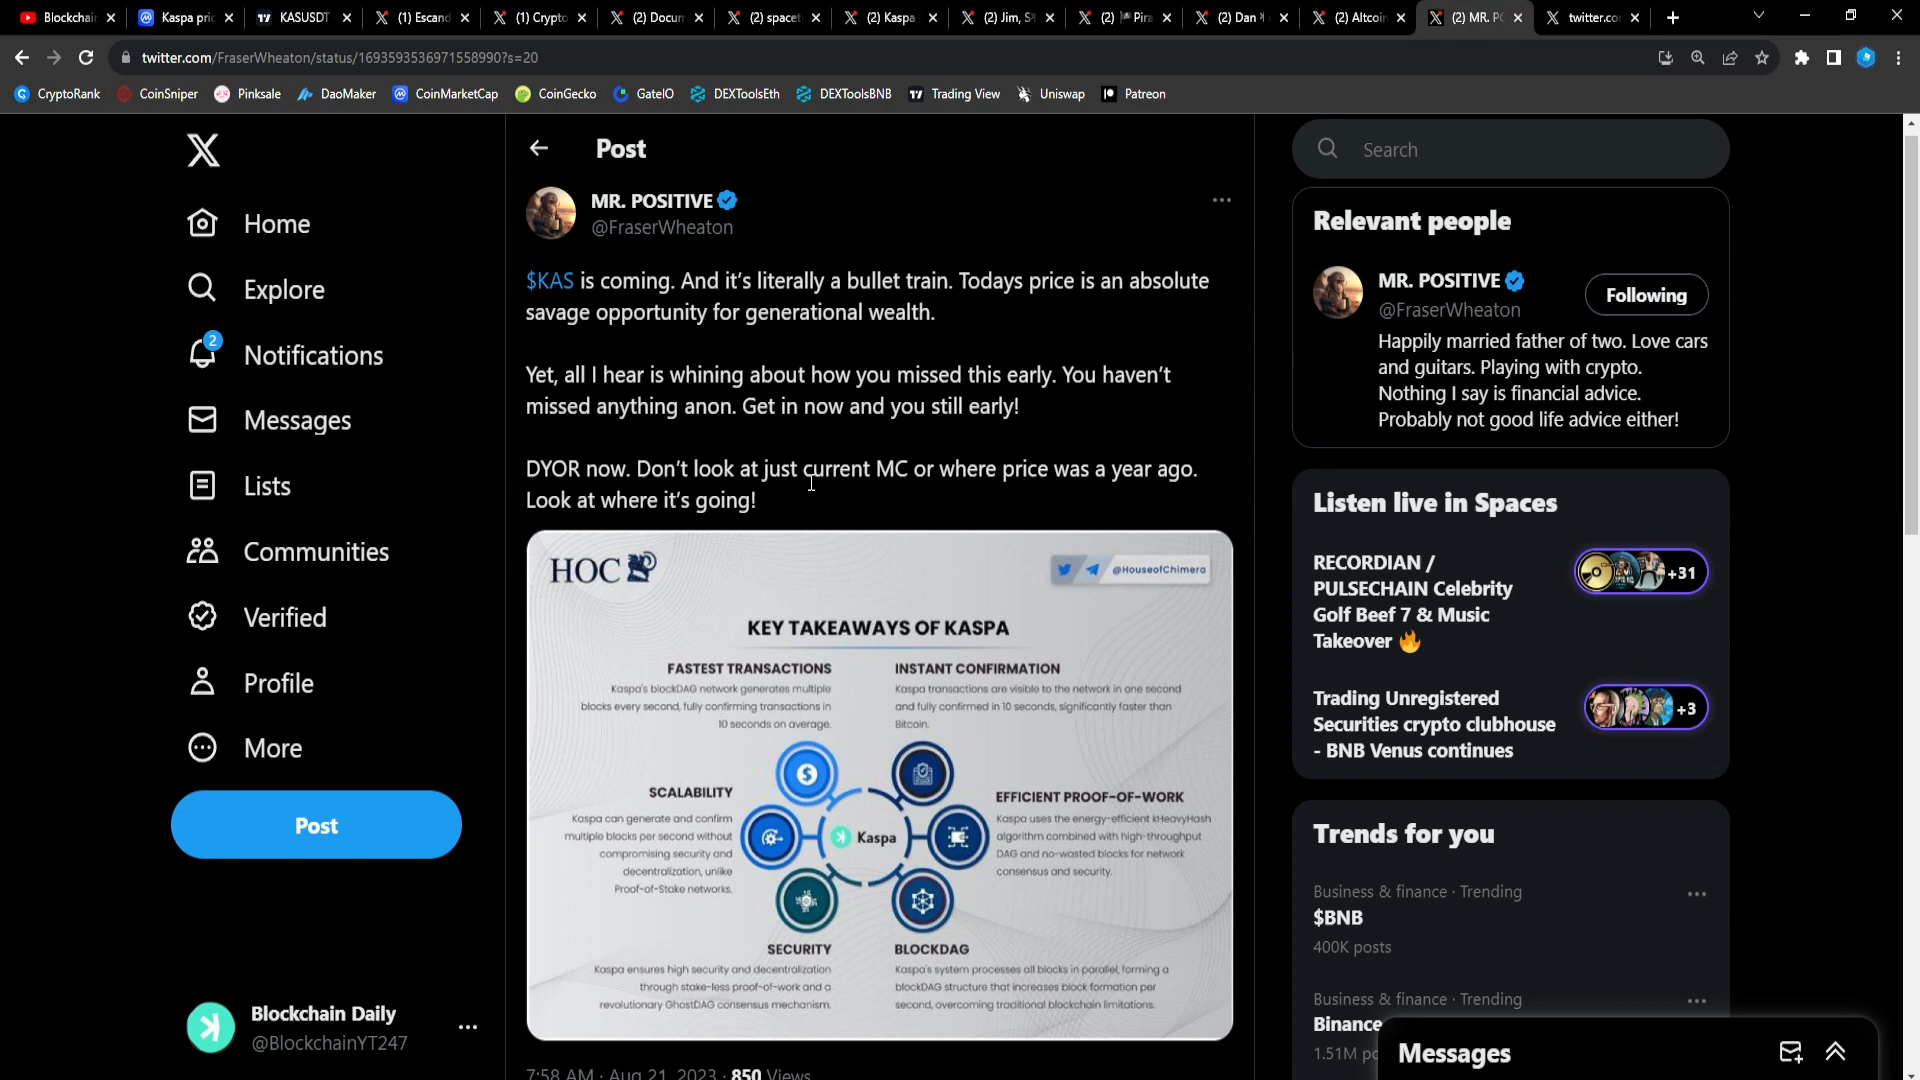 Blockchai
Kaspa pric
KASUSDT
(1) Escand
(1) Crypto
(2) Docum
(2) spacet
(2) Kaspa
(2) Jim, S
(2) Pira
(2) Dan
(2) Altcoin
(2) MR. PO
twitter.co
twitter.com/FraserWheaton/status/1693593536971558990?s=20
CryptoRank
CoinSniper
Pinksale
DaoMaker
CoinMarketCap
CoinGecko
GateIO
DEXToolsEth
DEXToolsBNB
Trading View
Uniswap
Patreon
Home
Explore
2
Notifications
Messages
Lists
Communities
Verified
Profile
More
Post
Blockchain Daily
@BlockchainYT247
Post
MR. POSITIVE
@FraserWheaton
$KAS is coming. And it's literally a bullet train. Todays price is an absolute
savage opportunity for generational wealth.
Yet, all I hear is whining about how you missed this early. You haven't
missed anything anon. Get in now and you still early!
DYOR now. Don't look at just current MC or where price was a year ago.
Look at where it's going!
HOC
@HouseofChimera
KEY TAKEAWAYS OF KASPA
FASTEST TRANSACTIONS
Kaspa's blockDAG network generates multiple
blocks every second, fully confirming transactions in
10 seconds on average.
INSTANT CONFIRMATION
Kaspa transactions are visible to the network in one second
and fully confirmed in 10 seconds, significantly faster than
Bitcoin.
SCALABILITY
Kaspa can generate and confirm
multiple blocks per second without
compromising security and
decentralization, unlike
Proof-of-Stake networks.
Kaspa
EFFICIENT PROOF-OF-WORK
Kaspa uses the energy-efficient kHeavyHash
algorithm combined with high-throughput
DAG and no-wasted blocks for network
consensus and security.
SECURITY
Kaspa ensures high security and decentralization
through stake-less proof-of-work and a
revolutionary GhostDAG consensus mechanism.
BLOCKDAG
Kaspa's system processes all blocks in parallel, forming a
blockDAG structure that increases block formation per
second, overcoming traditional blockchain limitations.
7:58 AM · Aug 21, 2023 · 850 Views
Search
Relevant people
MR. POSITIVE
@FraserWheaton
Following
Happily married father of two. Love cars
and guitars. Playing with crypto.
Nothing I say is financial advice.
Probably not good life advice either!
Listen live in Spaces
RECORDIAN /
PULSECHAIN Celebrity
Golf Beef 7 & Music
Takeover 🔥
+31
Trading Unregistered
Securities crypto clubhouse
- BNB Venus continues
+3
Trends for you
Business & finance · Trending
$BNB
400K posts
Business & finance · Trending
Binance
1.51M po
Messages